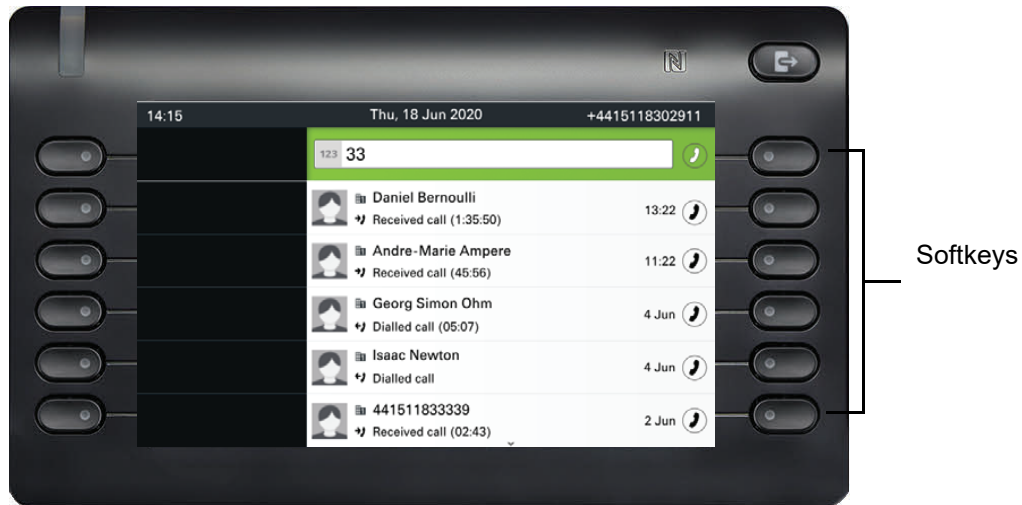 14:15 Thu, 18 Jun 2020 +4415118302911
123 33
Daniel Bernoulli
Received call (1:35:50) 13:22
Andre-Marie Ampere
Received call (45:56) 11:22
Georg Simon Ohm
Dialled call (05:07) 4 Jun
Isaac Newton
Dialled call 4 Jun
441511833339
Received call (02:43) 2 Jun
Softkeys